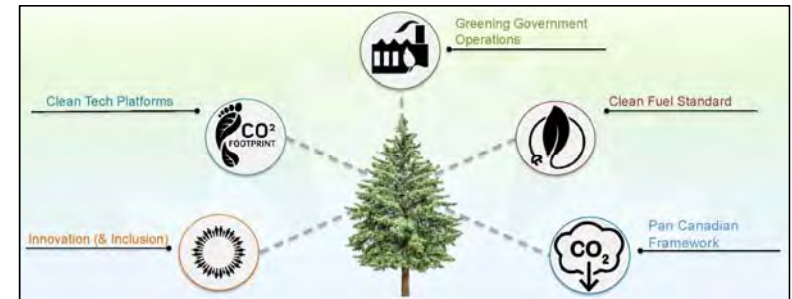 Greening Government
Operations
Clean Tech Platforms
CO²
FOOTPRINT
Clean Fuel Standard
Innovation (& Inclusion)
CO₂
Pan Canadian
Framework